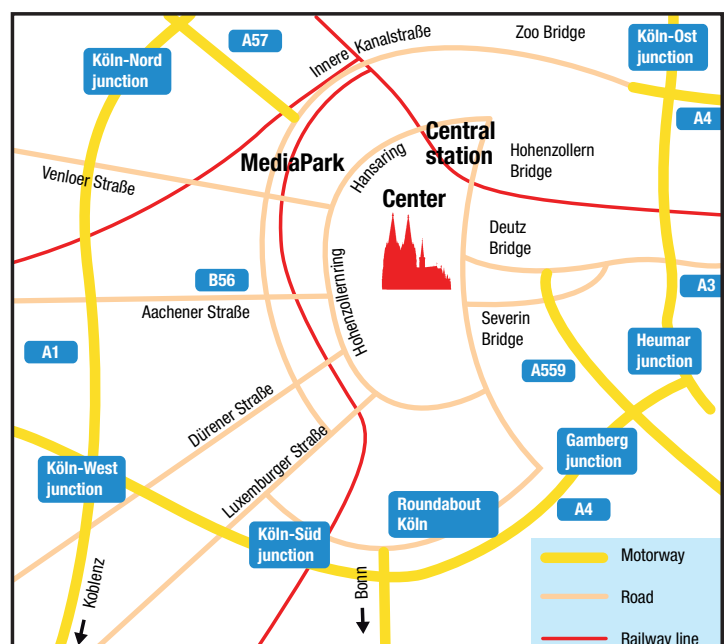 A57
Innere Kanalstraße
Zoo Bridge
Köln-Nord
junction
Köln-Ost
junction
A4
Central
station
MediaPark
Hansaring
Hohenzollern
Bridge
Venloer Straße
Center
Deutz
Bridge
B56
Aachener Straße
Hohenzollernring
A3
Severin
Bridge
A1
Heumar
junction
A559
Dürener Straße
Luxemburger Straße
Gamberg
junction
Köln-West
junction
Roundabout
Köln
A4
Köln-Süd
junction
Koblenz
Bonn
Motorway
Road
Railway line